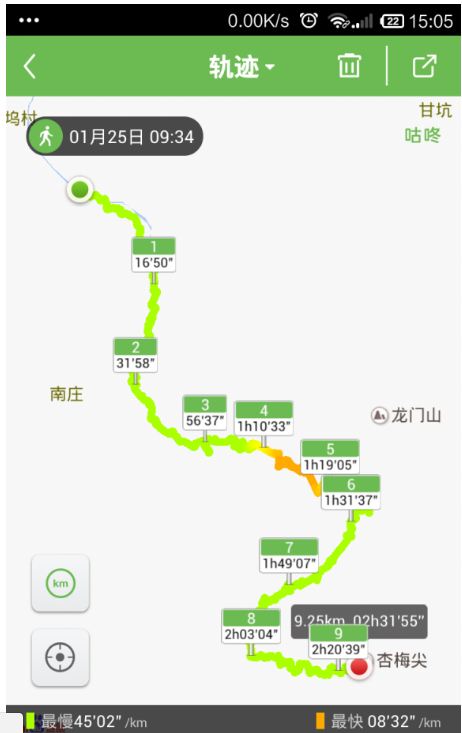 0.00K/s 22 15:05
轨迹
坞村
甘坑
咕咚
01月25日 09:34
1
16'50"
2
31'58"
南庄
3
56'37"
4
1h10'33"
龙门山
5
1h19'05"
6
1h31'37"
7
1h49'07"
km
8
2h03'04"
9.25km 02h31'55"
9
2h20'39"
杏梅尖
最慢45'02" /km
最快 08'32" /km